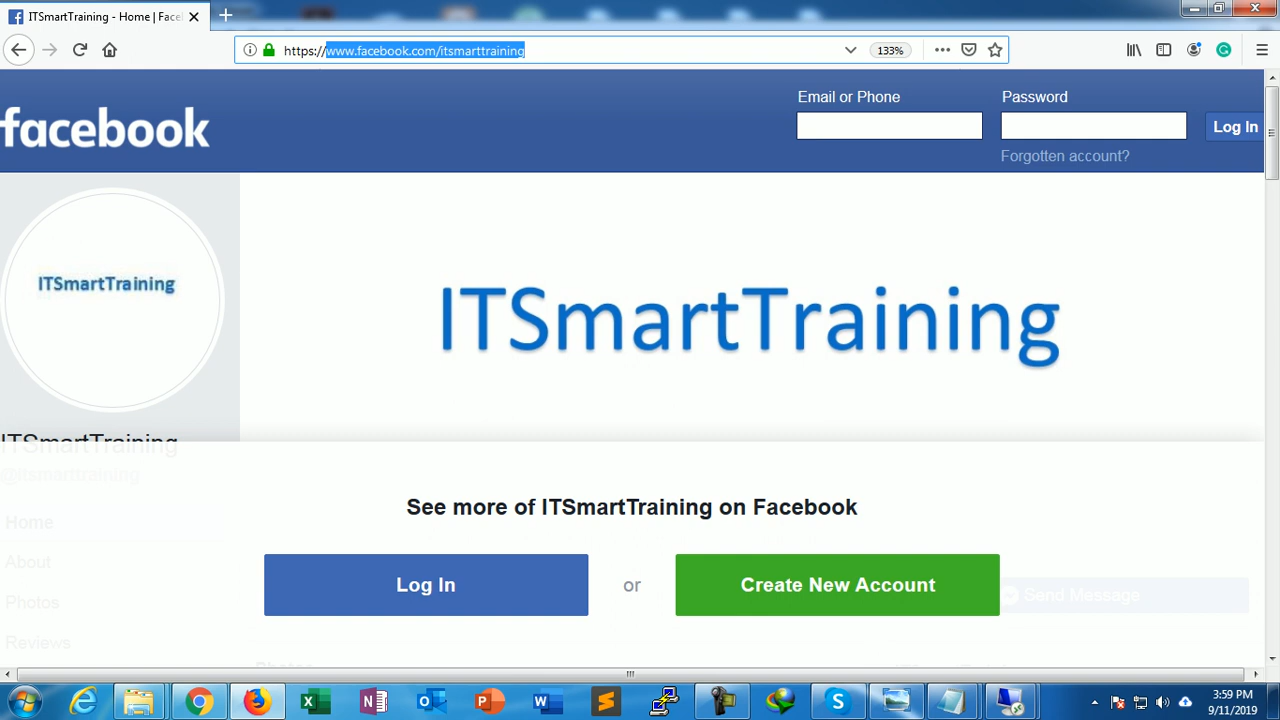 ITSmartTraining - Home | Face
https://www.facebook.com/itsmarttraining
133%
facebook
Email or Phone
Password
Log In
Forgotten account?
ITSmartTraining
ITSmartTraining
ITSmartTraining
@itsmarttraining
See more of ITSmartTraining on Facebook
Home
About
Log In
or
Create New Account
Send Message
Photos
Reviews
Photos
3:59 PM
9/11/2019